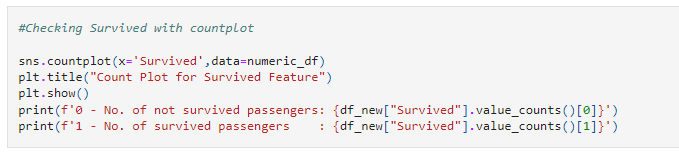 #Checking Survived with countplot
sns.countplot(x='Survived',data=numeric_df)
plt.title("Count Plot for Survived Feature")
plt.show()
print(f'0 - No. of not survived passengers: {df_new["Survived"].value_counts()[0]}')
print(f'1 - No. of survived passengers    : {df_new["Survived"].value_counts()[1]}')